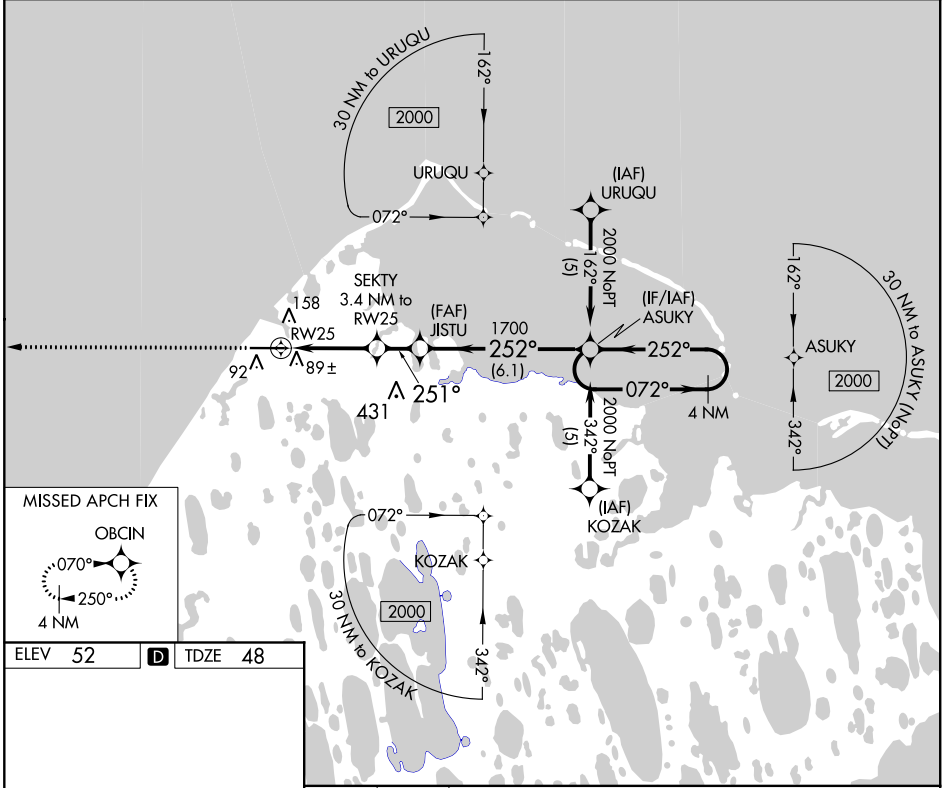 30 NM to URUQU
162°
2000
URUQU
072°
(IAF)
URUQU
2000 NoPT
162°
(5)
SEKTY
3.4 NM to
RW25
158
RW25
(FAF)
JISTU
1700
252°
(6.1)
(IF/IAF)
ASUKY
252°
162°
30 NM to ASUKY (NoPT)
ASUKY
2000
342°
92
89±
431
251°
072°
4 NM
2000 NoPT
342°
(5)
(IAF)
KOZAK
MISSED APCH FIX
OBCIN
070°
250°
4 NM
072°
KOZAK
2000
30 NM to KOZAK
342°
ELEV 52 D TDZE 48